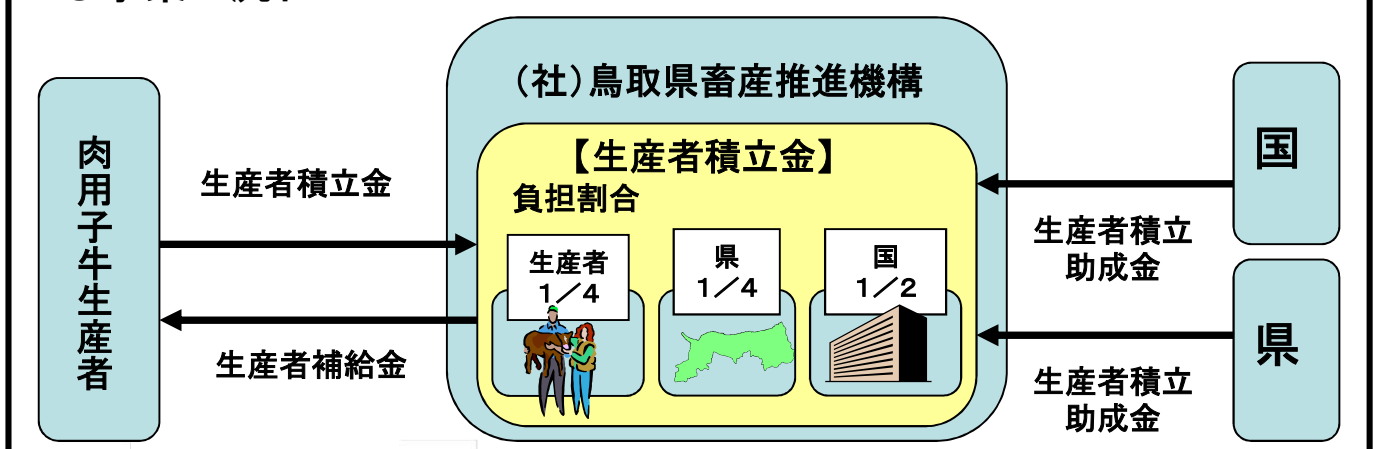 (社)鳥取県畜産推進機構
肉用子牛生産者
生産者積立金
生産者補給金
【生産者積立金】
負担割合
生産者
1/4
県
1/4
国
1/2
国
生産者積立
助成金
県
生産者積立
助成金